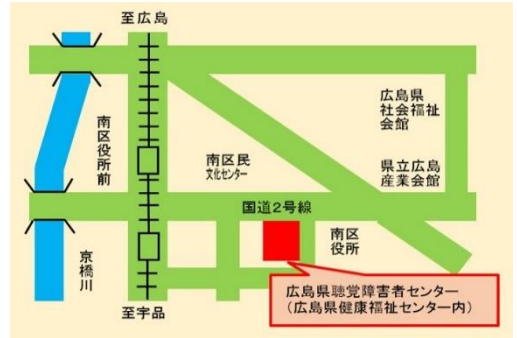 至広島
広島県
社会福祉
会館
南区役所前
南区民
文化センター
県立広島
産業会館
国道2号線
南区
役所
京橋川
広島県聴覚障害者センター
（広島県健康福祉センター内）
至宇品